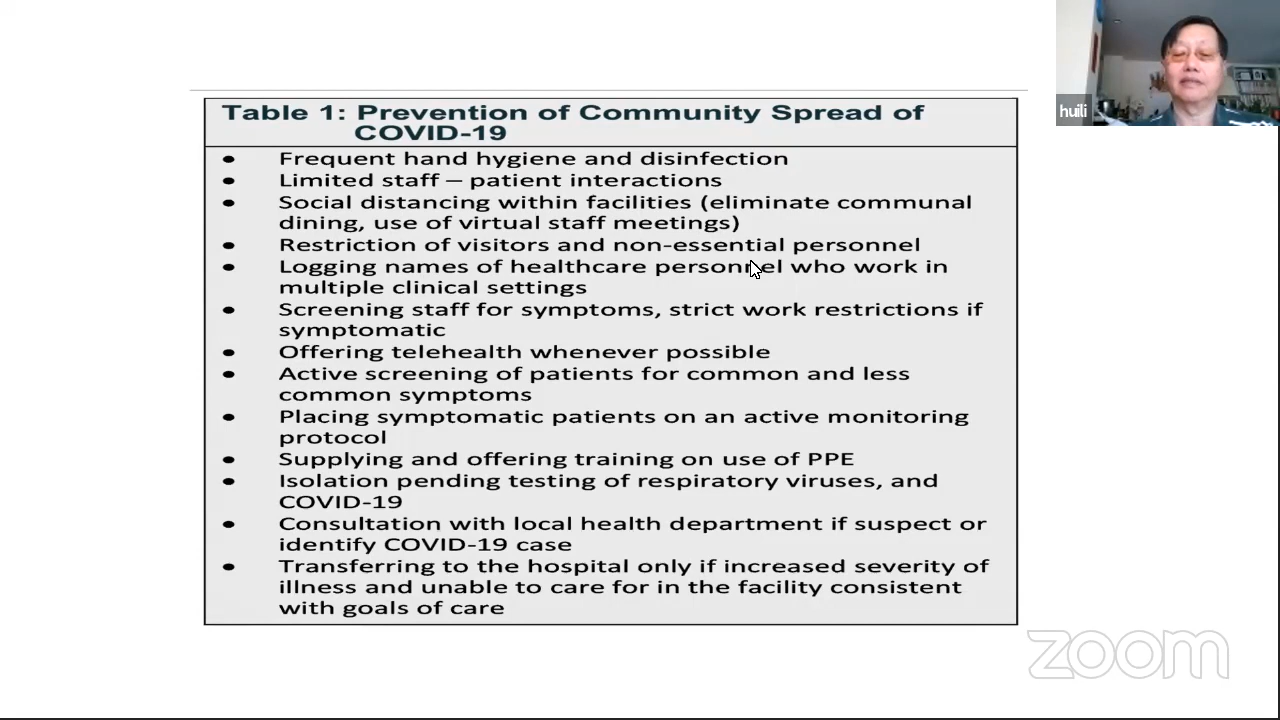 huili
Table 1: Prevention of Community Spread of
COVID-19
• Frequent hand hygiene and disinfection
• Limited staff – patient interactions
• Social distancing within facilities (eliminate communal
dining, use of virtual staff meetings)
• Restriction of visitors and non-essential personnel
• Logging names of healthcare personnel who work in
multiple clinical settings
• Screening staff for symptoms, strict work restrictions if
symptomatic
• Offering telehealth whenever possible
• Active screening of patients for common and less
common symptoms
• Placing symptomatic patients on an active monitoring
protocol
• Supplying and offering training on use of PPE
• Isolation pending testing of respiratory viruses, and
COVID-19
• Consultation with local health department if suspect or
identify COVID-19 case
• Transferring to the hospital only if increased severity of
illness and unable to care for in the facility consistent
with goals of care
zoom